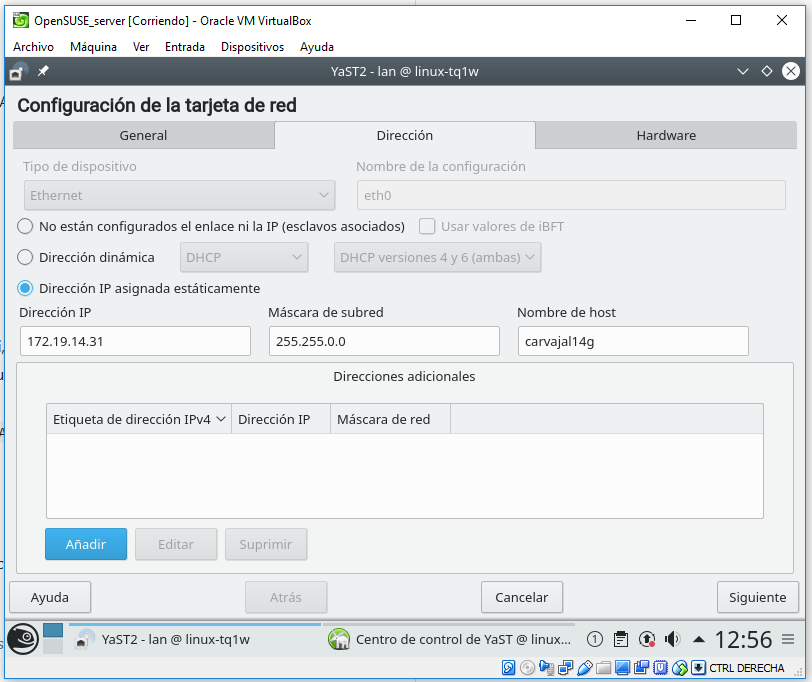 OpenSUSE_server [Corriendo] - Oracle VM VirtualBox
Archivo Máquina Ver Entrada Dispositivos Ayuda
YaST2 - lan @ linux-tq1w
Configuración de la tarjeta de red
General Dirección Hardware
Tipo de dispositivo Nombre de la configuración
Ethernet eth0
No están configurados el enlace ni la IP (esclavos asociados) Usar valores de iBFT
Dirección dinámica DHCP DHCP versiones 4 y 6 (ambas)
Dirección IP asignada estáticamente
Dirección IP Máscara de subred Nombre de host
172.19.14.31 255.255.0.0 carvajal14g
Direcciones adicionales
Etiqueta de dirección IPv4 Dirección IP Máscara de red
Añadir Editar Suprimir
Ayuda Atrás Cancelar Siguiente
YaST2 - lan @ linux-tq1w Centro de control de YaST @ linux... 1 12:56
CTRL DERECHA